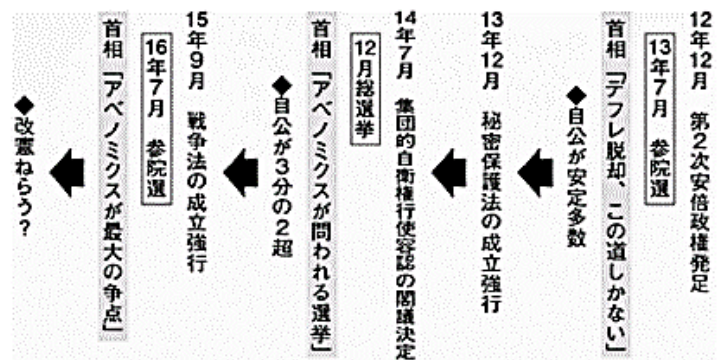 12年12月　第2次安倍政権発足
13年7月　参院選
首相「デフレ脱却、この道しかない」
◆自公が安定多数
13年12月　秘密保護法の成立強行
14年7月　集団的自衛権行使容認の閣議決定
12月総選挙
首相「アベノミクスが問われる選挙」
◆自公が3分の2超
15年9月　戦争法の成立強行
16年7月　参院選
首相「アベノミクスが最大の争点」
◆改憲ねらう?